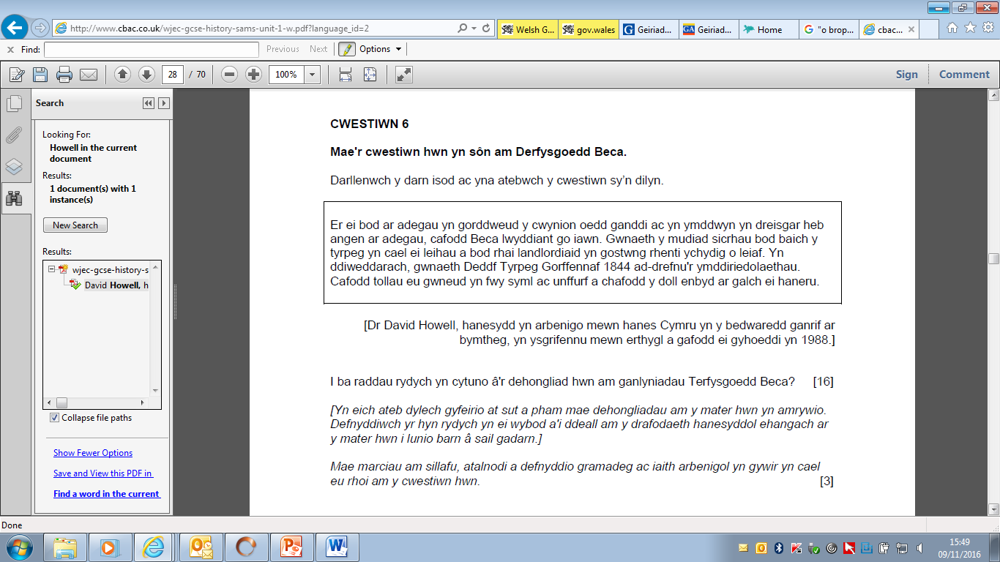 http://www.cbac.co.uk/wjec-gcse-history-sams-unit-1-w.pdf?language_id=2
Welsh G...
gov.wales
Geiriad...
Geiriad...
Home
"o brop...
cbac...
Find:
Previous
Next
Options
28
/ 70
100%
Sign
Comment
Search
Looking For:
Howell in the current
document
Results:
1 document(s) with 1
instance(s)
New Search
Results:
wjec-gcse-history-s
David Howell, h
Collapse file paths
Show Fewer Options
Save and View this PDF in
Find a word in the current
CWESTIWN 6
Mae'r cwestiwn hwn yn sôn am Derfysgoedd Beca.
Darllenwch y darn isod ac yna atebwch y cwestiwn sy'n dilyn.
Er ei bod ar adegau yn gorddweud y cwynion oedd ganddi ac yn ymddwyn yn dreisgar heb
angen ar adegau, cafodd Beca lwyddiant go iawn. Gwnaeth y mudiad sicrhau bod baich y
tyrpeg yn cael ei leihau a bod rhai landlordiaid yn gostwng rhenti ychydig o leiaf. Yn
ddiweddarach, gwnaeth Deddf Tyrpeg Gorffennaf 1844 ad-drefnu'r ymddiriedolaethau.
Cafodd tollau eu gwneud yn fwy syml ac unffurf a chafodd y doll enbyd ar galch ei haneru.
[Dr David Howell, hanesydd yn arbenigo mewn hanes Cymru yn y bedwaredd ganrif ar
bymtheg, yn ysgrifennu mewn erthygl a gafodd ei gyhoeddi yn 1988.]
I ba raddau rydych yn cytuno â'r dehongliad hwn am ganlyniadau Terfysgoedd Beca? [16]
[Yn eich ateb dylech gyfeirio at sut a pham mae dehongliadau am y mater hwn yn amrywio.
Defnyddiwch yr hyn rydych yn ei wybod a'i ddeall am y drafodaeth hanesyddol ehangach ar
y mater hwn i lunio barn â sail gadarn.]
Mae marciau am sillafu, atalnodi a defnyddio gramadeg ac iaith arbenigol yn gywir yn cael
eu rhoi am y cwestiwn hwn. [3]
Done
15:49
09/11/2016